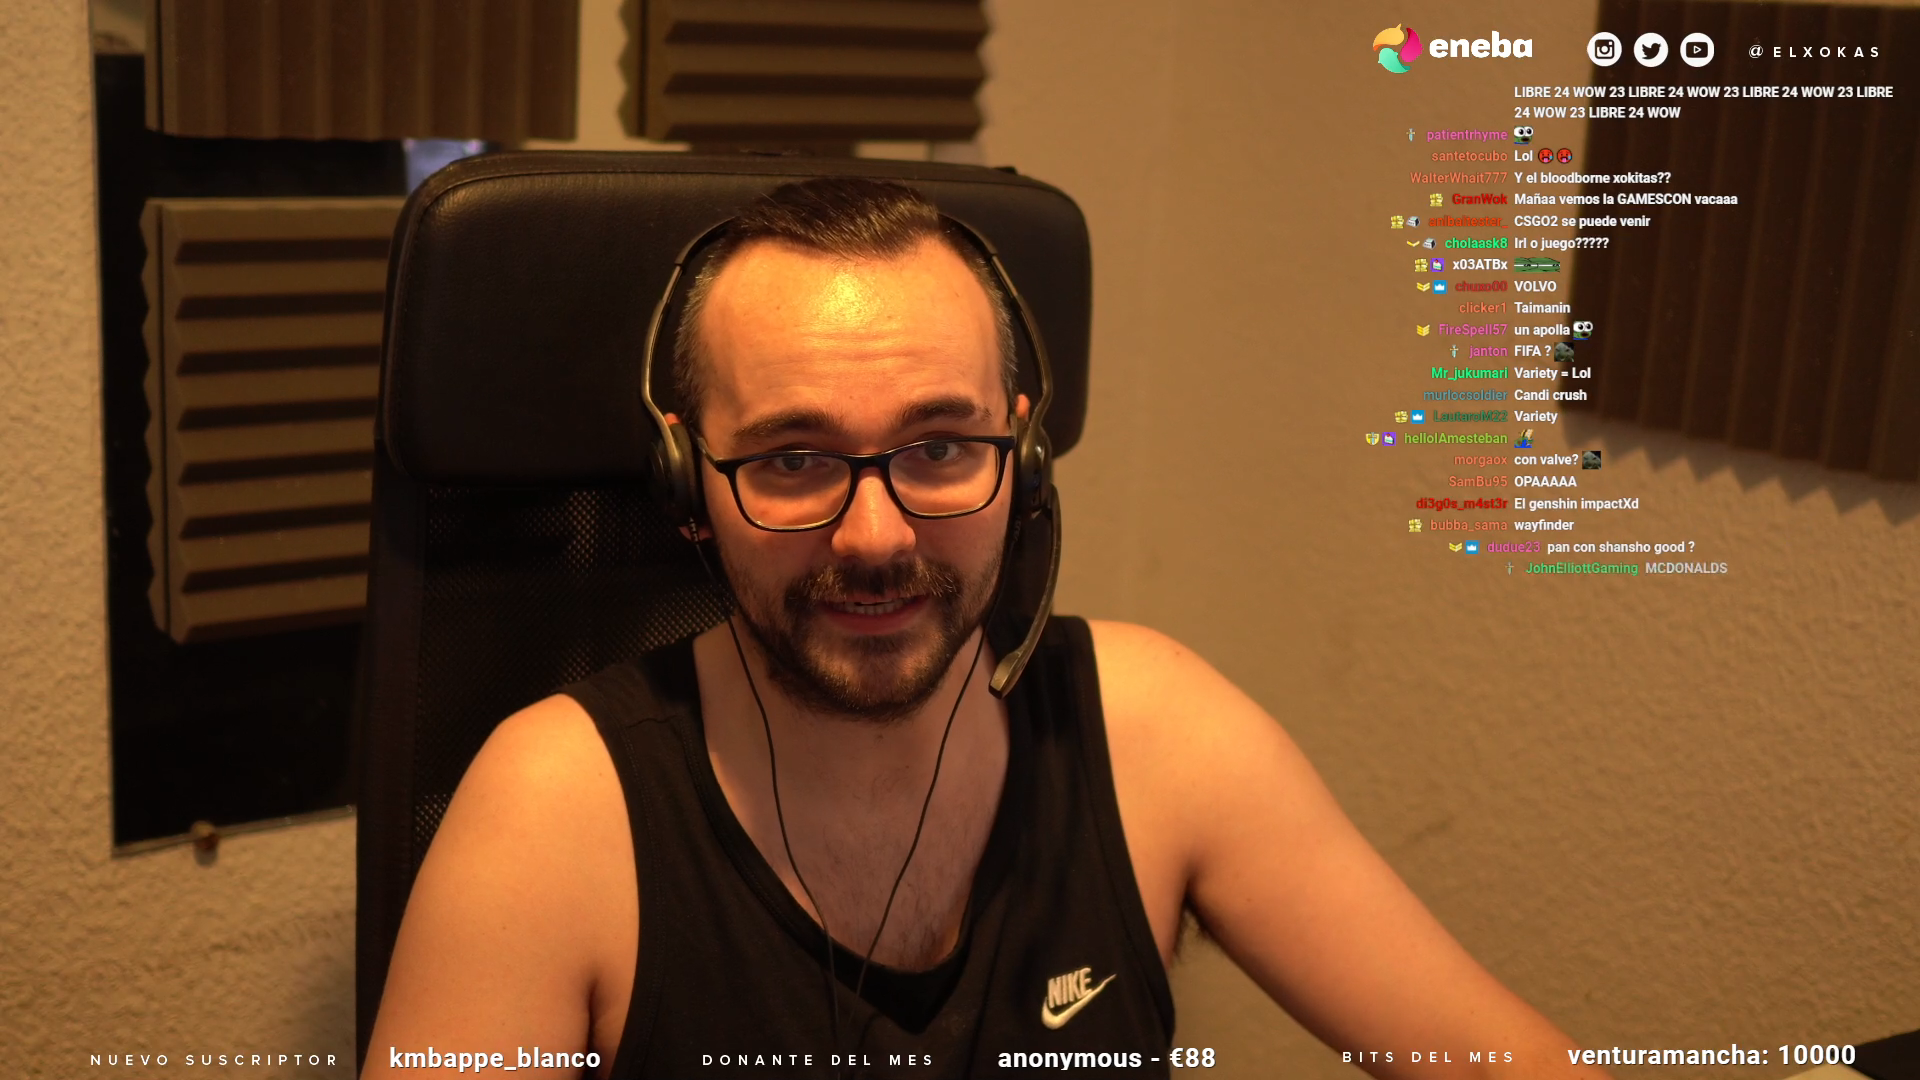 eneba
@ELXOKAS
LIBRE 24 WOW 23 LIBRE 24 WOW 23 LIBRE 24 WOW 23 LIBRE
24 WOW 23 LIBRE 24 WOW
patientrhyme
santetocubo Lol
WalterWhait777 Y el bloodborne xokitas??
GranWok Mañaa vemos la GAMESCON vacaaa
CSGO2 se puede venir
cholaask8 Irl o juego?????
x03ATBx
chuxo00 VOLVO
clicker1 Taimanin
FireSpell57 un apolla
janton FIFA ?
Mr_jukumari Variety = Lol
murlocsoldier Candi crush
LautaroM22 Variety
helloIAmesteban
morgaox con valve?
SamBu95 OPAAAAA
di3g0s_m4st3r El genshin impactXd
bubba_sama wayfinder
dudue23 pan con shansho good ?
JohnElliottGaming MCDONALDS
NIKE
NUEVO SUSCRIPTOR kmbappe_blanco DONANTE DEL MES anonymous - €88 BITS DEL MES venturamancha: 10000